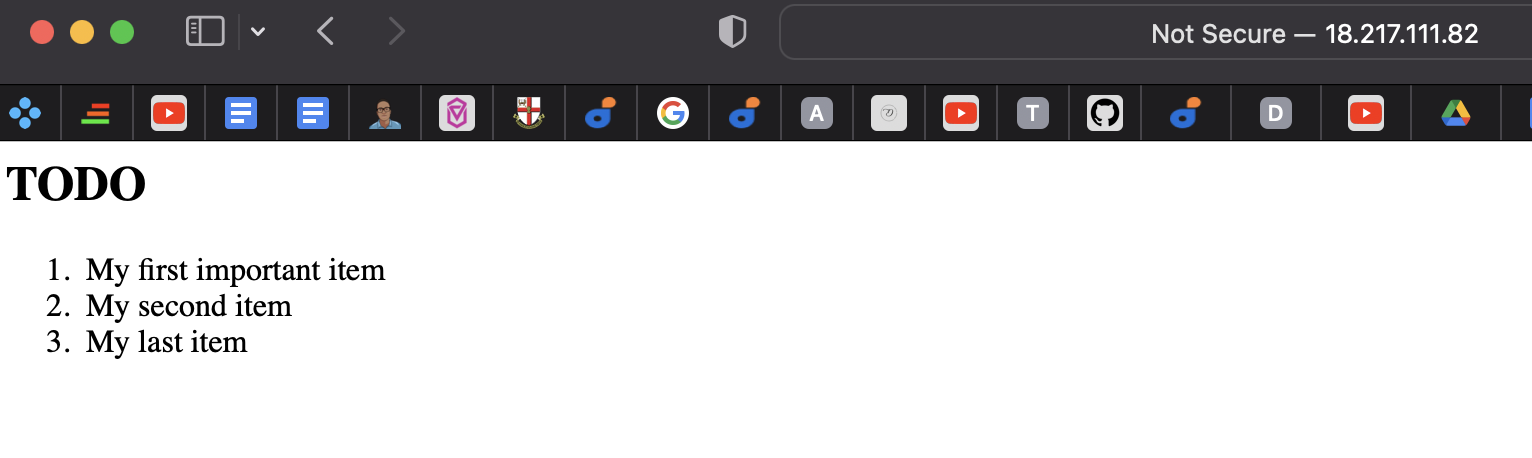 Not Secure — 18.217.111.82
A
T
D
TODO
1. My first important item
2. My second item
3. My last item